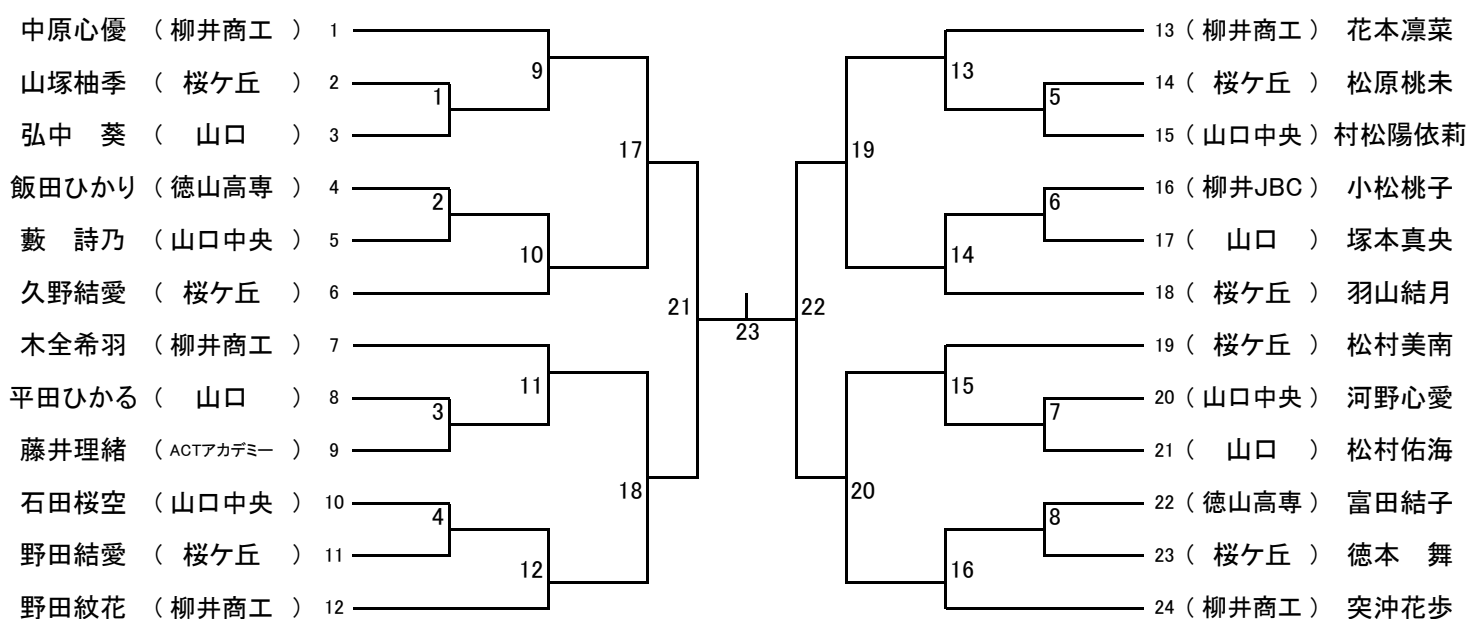 中原心優 （ 柳井商工 ） 1
山塚柚季 （ 桜ケ丘 ） 2
弘中 葵 （ 山口 ） 3
飯田ひかり （ 徳山高専 ） 4
藪 詩乃 （ 山口中央 ） 5
久野結愛 （ 桜ケ丘 ） 6
木全希羽 （ 柳井商工 ） 7
平田ひかる （ 山口 ） 8
藤井理緒 （ ACTアカデミー ） 9
石田桜空 （ 山口中央 ） 10
野田結愛 （ 桜ケ丘 ） 11
野田紋花 （ 柳井商工 ） 12
1
2
3
4
9
10
11
12
17
18
21
23
22
19
20
13
14
15
16
5
6
7
8
13 （ 柳井商工 ） 花本凛菜
14 （ 桜ケ丘 ） 松原桃未
15 （ 山口中央 ） 村松陽依莉
16 （ 柳井JBC ） 小松桃子
17 （ 山口 ） 塚本真央
18 （ 桜ケ丘 ） 羽山結月
19 （ 桜ケ丘 ） 松村美南
20 （ 山口中央 ） 河野心愛
21 （ 山口 ） 松村佑海
22 （ 徳山高専 ） 富田結子
23 （ 桜ケ丘 ） 徳本 舞
24 （ 柳井商工 ） 突沖花歩